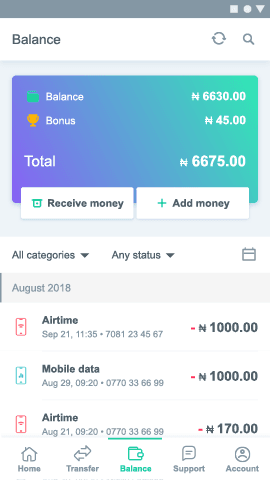 Balance
Balance ₦ 6630.00
Bonus ₦ 45.00
Total ₦ 6675.00
Receive money Add money
All categories Any status
August 2018
Airtime
Sep 21, 11:35 • 7081 23 45 67
- ₦ 1000.00
Mobile data
Aug 29, 09:20 • 0770 33 66 99
- ₦ 1000.00
Airtime
Aug 21, 09:20 • 0770 33 66 99
- ₦ 170.00
Home Transfer Balance Support Account